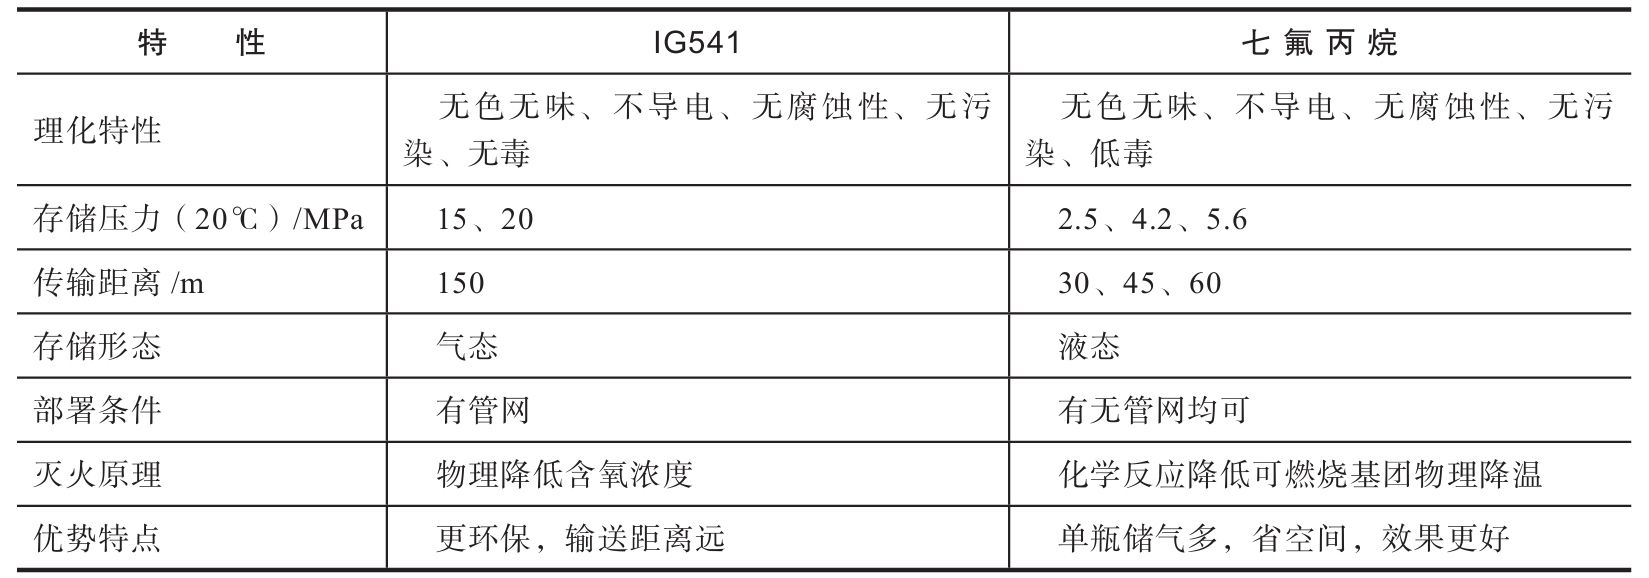 特 性 IG541 七氟丙烷
理化特性 无色无味、不导电、无腐蚀性、无污染、无毒 无色无味、不导电、无腐蚀性、无污染、低毒
存储压力（20℃）/MPa 15、20 2.5、4.2、5.6
传输距离 /m 150 30、45、60
存储形态 气态 液态
部署条件 有管网 有无管网均可
灭火原理 物理降低含氧浓度 化学反应降低可燃烧基团物理降温
优势特点 更环保，输送距离远 单瓶储气多，省空间，效果更好